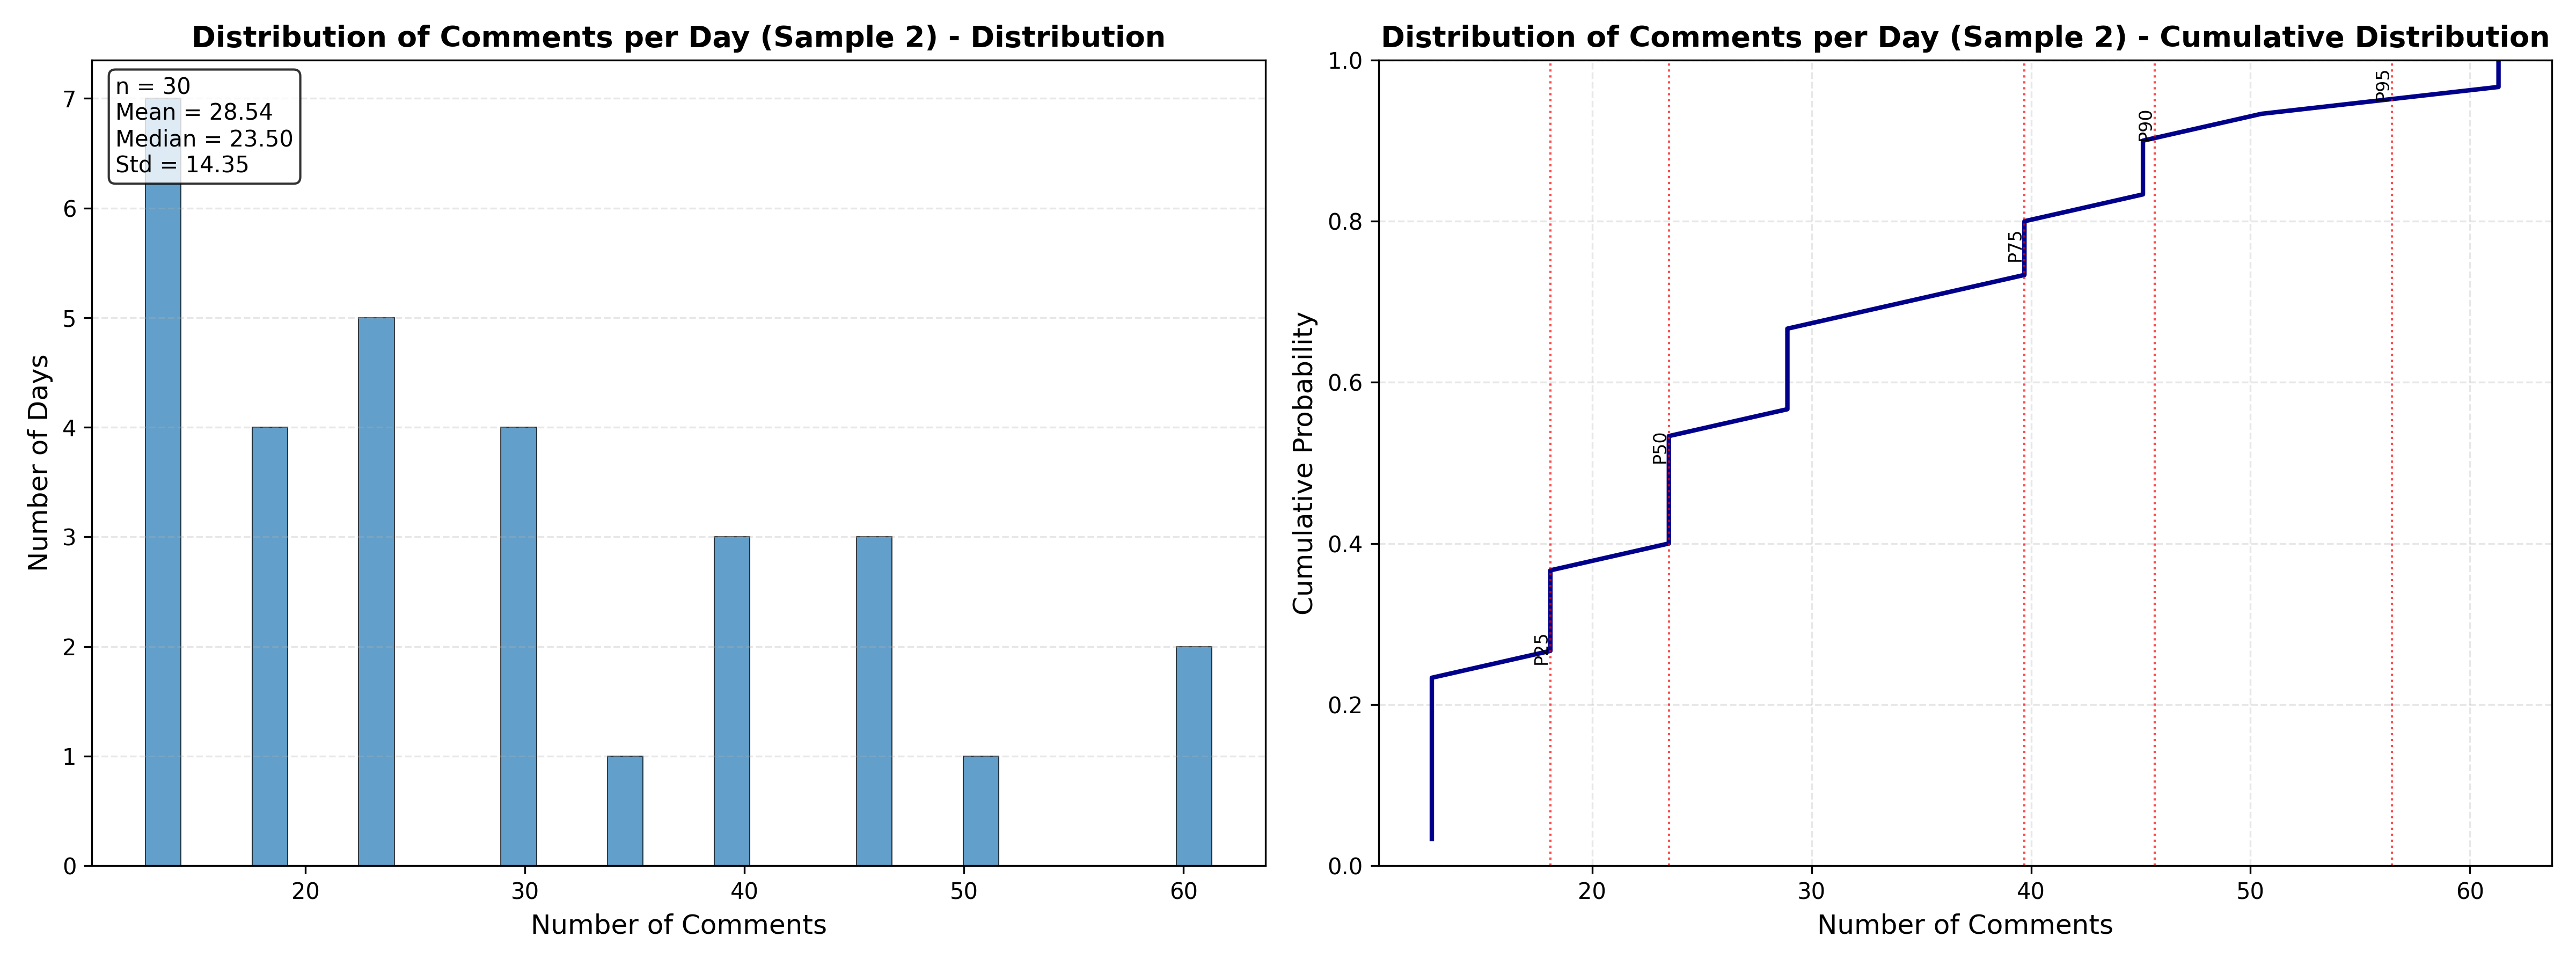 Distribution of Comments per Day (Sample 2) - Distribution
n = 30
Mean = 28.54
Median = 23.50
Std = 14.35
7
6
5
4
3
2
1
0
Number of Days
20 30 40 50 60
Number of Comments
Distribution of Comments per Day (Sample 2) - Cumulative Distribution
1.0
0.8
0.6
0.4
0.2
0.0
Cumulative Probability
P25
P50
P75
P90
P95
20 30 40 50 60
Number of Comments